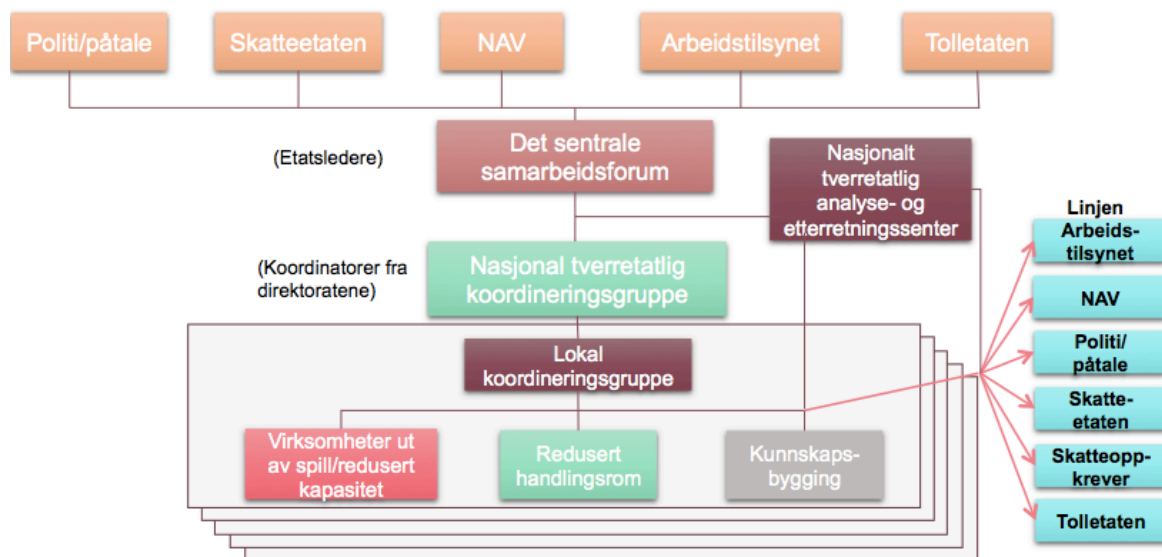 Politi/påtale
Skatteetaten
NAV
Arbeidstilsynet
Tolletaten
(Etatsledere)
Det sentrale
samarbeidsforum
Nasjonalt
tverretatlig
analyse- og
etterretningssenter
(Koordinatorer fra
direktoratene)
Nasjonal tverretatlig
koordineringsgruppe
Lokal
koordineringsgruppe
Virksomheter ut
av spill/redusert
kapasitet
Redusert
handlingsrom
Kunnskaps-
bygging
Linjen
Arbeids-
tilsynet
NAV
Politi/
påtale
Skatte-
etaten
Skatteopp-
krever
Tolletaten